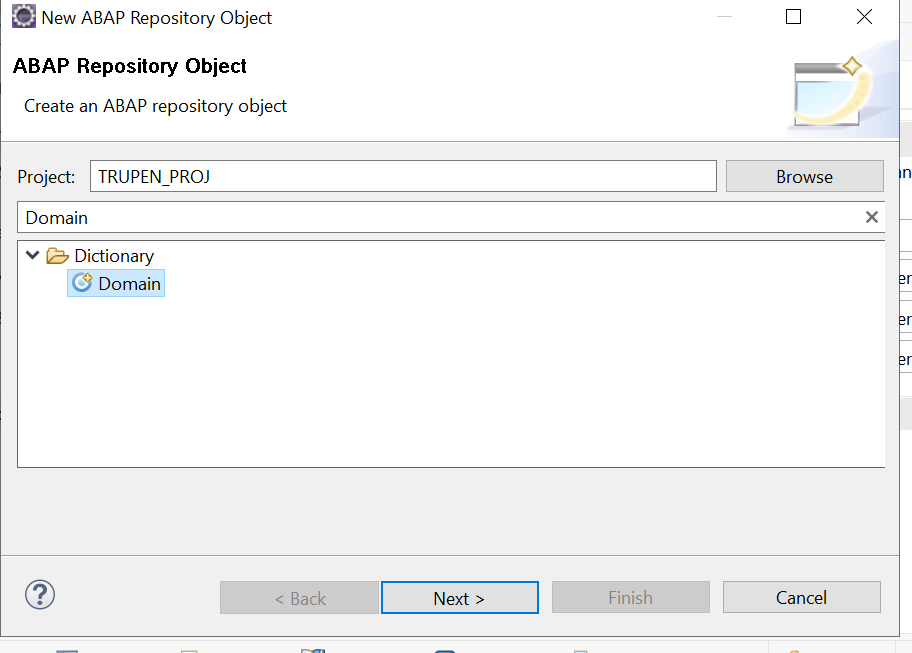 New ABAP Repository Object
ABAP Repository Object
Create an ABAP repository object
Project: TRUPEN_PROJ Browse
Domain
Dictionary
Domain
? < Back Next > Finish Cancel